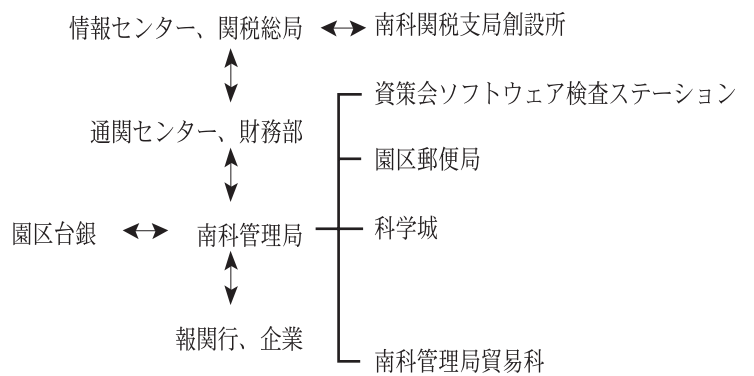 情報センター、関税総局
南科関税支局創設所
資策会ソフトウェア検査ステーション
通関センター、財務部
園区郵便局
園区台銀
南科管理局
科学城
報関行、企業
南科管理局貿易科